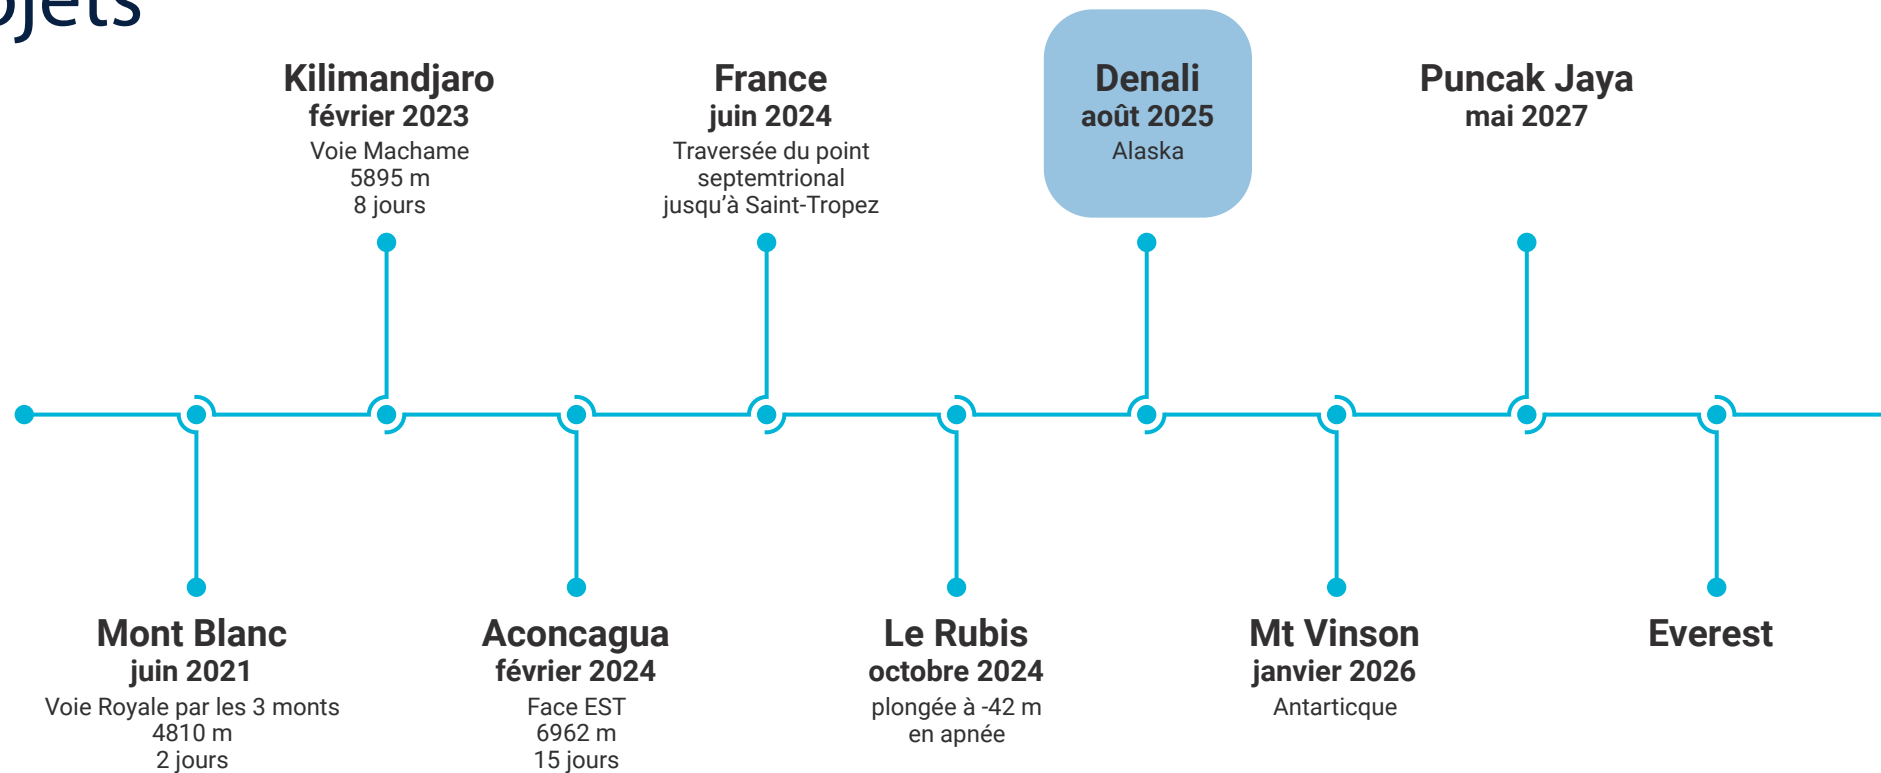 ojets
Kilimandjaro
février 2023
Voie Machame
5895 m
8 jours
France
juin 2024
Traversée du point
septemtrional
jusqu'à Saint-Tropez
Denali
août 2025
Alaska
Puncak Jaya
mai 2027
Mont Blanc
juin 2021
Voie Royale par les 3 monts
4810 m
2 jours
Aconcagua
février 2024
Face EST
6962 m
15 jours
Le Rubis
octobre 2024
plongée à -42 m
en apnée
Mt Vinson
janvier 2026
Antarticque
Everest